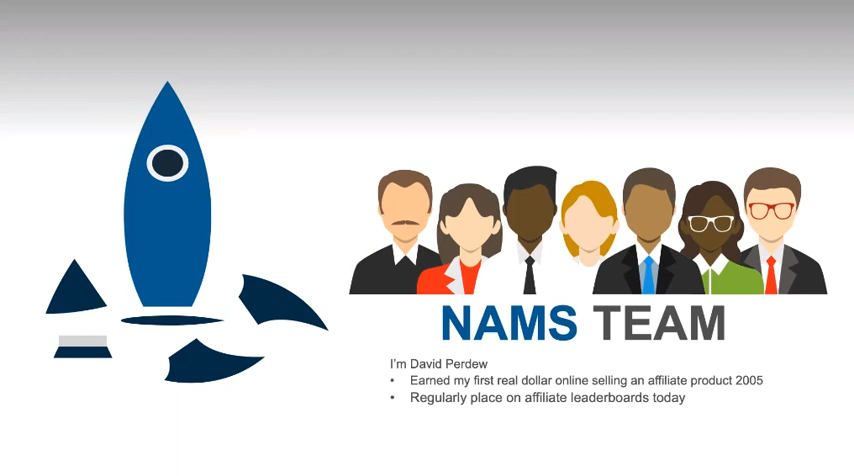 NAMS TEAM
I'm David Perdew
• Earned my first real dollar online selling an affiliate product 2005
• Regularly place on affiliate leaderboards today